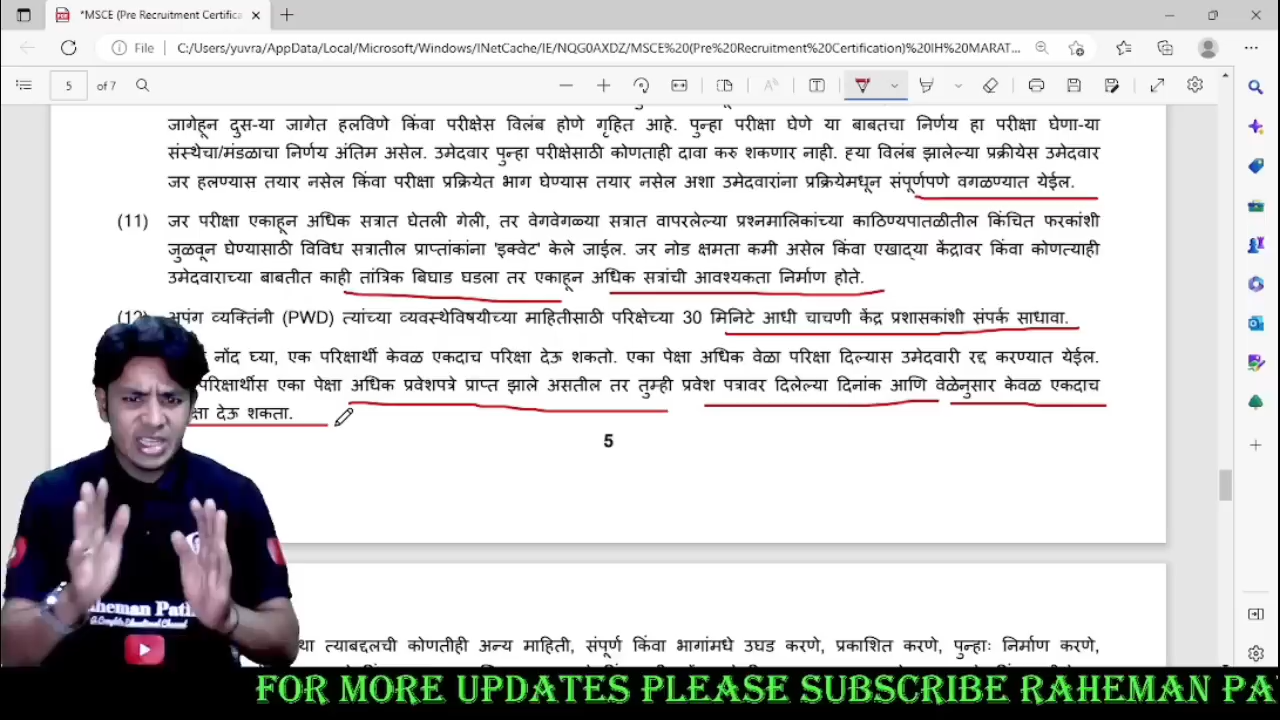 *MSCE (Pre Recruitment Certifica
File C:/Users/yuvra/AppData/Local/Microsoft/Windows/INetCache/IE/NQG0AXDZ/MSCE%20(Pre%20Recruitment%20Certification)%20IH%20MARAT...
5 of 7
जागेहून दुस-या जागेत हलविणे किंवा परीक्षेस विलंब होणे गृहित आहे. पुन्हा परीक्षा घेणे या बाबतचा निर्णय हा परीक्षा घेणा-या
संस्थेचा/मंडळाचा निर्णय अंतिम असेल. उमेदवार पुन्हा परीक्षेसाठी कोणताही दावा करु शकणार नाही. ह्या विलंब झालेल्या प्रक्रीयेस उमेदवार
जर हलण्यास तयार नसेल किंवा परीक्षा प्रक्रियेत भाग घेण्यास तयार नसेल अशा उमेदवारांना प्रक्रियेमधून संपूर्णपणे वगळण्यात येईल.
(11) जर परीक्षा एकाहून अधिक सत्रात घेतली गेली, तर वेगवेगळ्या सत्रात वापरलेल्या प्रश्नमालिकांच्या काठिण्यपातळीतील किंचित फरकांशी
जुळवून घेण्यासाठी विविध सत्रातील प्राप्तांकांना 'इक्वेट' केले जाईल. जर नोड क्षमता कमी असेल किंवा एखाद्या केंद्रावर किंवा कोणत्याही
उमेदवाराच्या बाबतीत काही तांत्रिक बिघाड घडला तर एकाहून अधिक सत्रांची आवश्यकता निर्माण होते.
(12) अपंग व्यक्तिंनी (PWD) त्यांच्या व्यवस्थेविषयीच्या माहितीसाठी परिक्षेच्या 30 मिनिटे आधी चाचणी केंद्र प्रशासकांशी संपर्क साधावा.
नोंद घ्या, एक परिक्षार्थी केवळ एकदाच परिक्षा देऊ शकतो. एका पेक्षा अधिक वेळा परिक्षा दिल्यास उमेदवारी रद्द करण्यात येईल.
परिक्षार्थीस एका पेक्षा अधिक प्रवेशपत्रे प्राप्त झाले असतील तर तुम्ही प्रवेश पत्रावर दिलेल्या दिनांक आणि वेळेनुसार केवळ एकदाच
देऊ शकता.
5
त्याबद्दलची कोणतीही अन्य माहिती, संपूर्ण किंवा भागांमधे उघड करणे, प्रकाशित करणे, पुन्हाः निर्माण करणे,
heman Pat
A Complete Educational Channel
FOR MORE UPDATES PLEASE SUBSCRIBE RAHEMAN PA